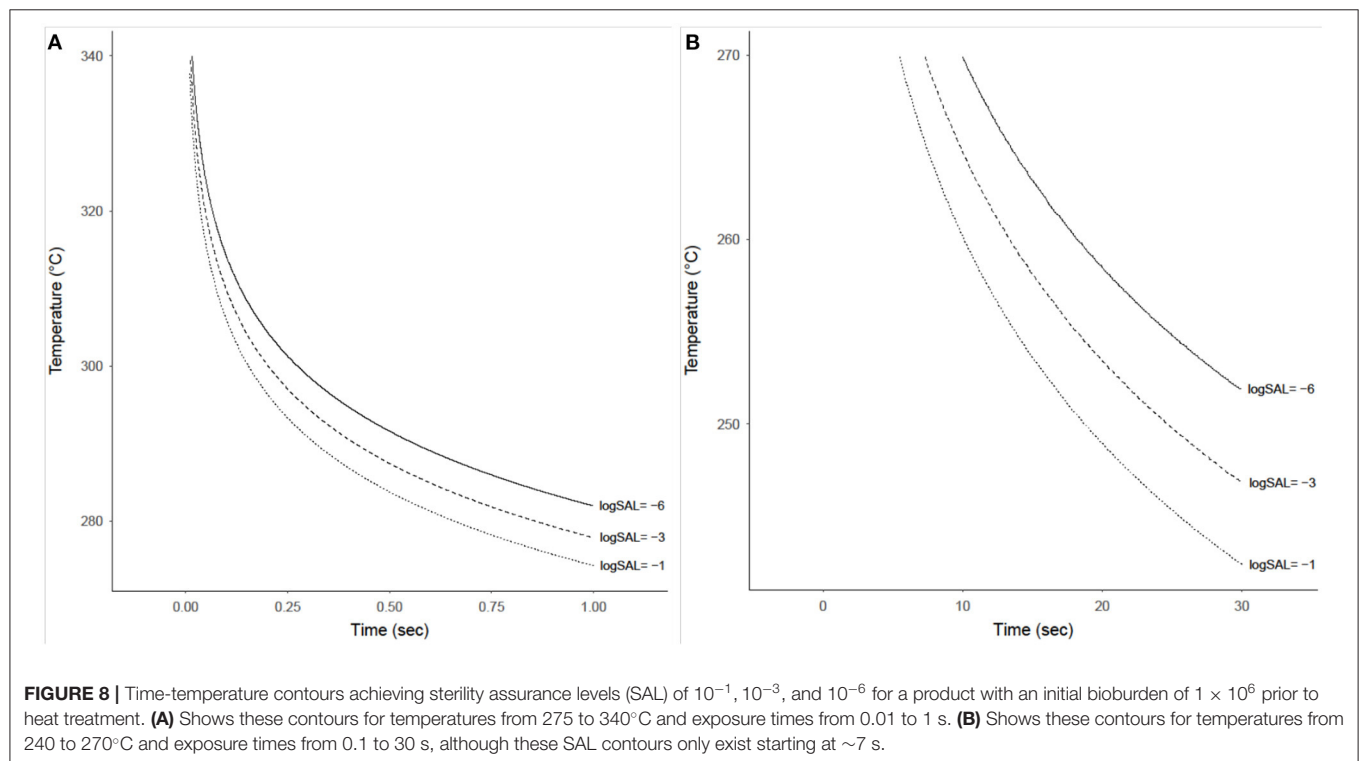 A
340
320
300
280
Temperature (°C)
logSAL= −6
logSAL= −3
logSAL= −1
0.00 0.25 0.50 0.75 1.00
Time (sec)
B
270
260
250
Temperature (°C)
logSAL= −6
logSAL= −3
logSAL= −1
0 10 20 30
Time (sec)
FIGURE 8 | Time-temperature contours achieving sterility assurance levels (SAL) of 10⁻¹, 10⁻³, and 10⁻⁶ for a product with an initial bioburden of 1 × 10⁶ prior to
heat treatment. (A) Shows these contours for temperatures from 275 to 340°C and exposure times from 0.01 to 1 s. (B) Shows these contours for temperatures from
240 to 270°C and exposure times from 0.1 to 30 s, although these SAL contours only exist starting at ~7 s.